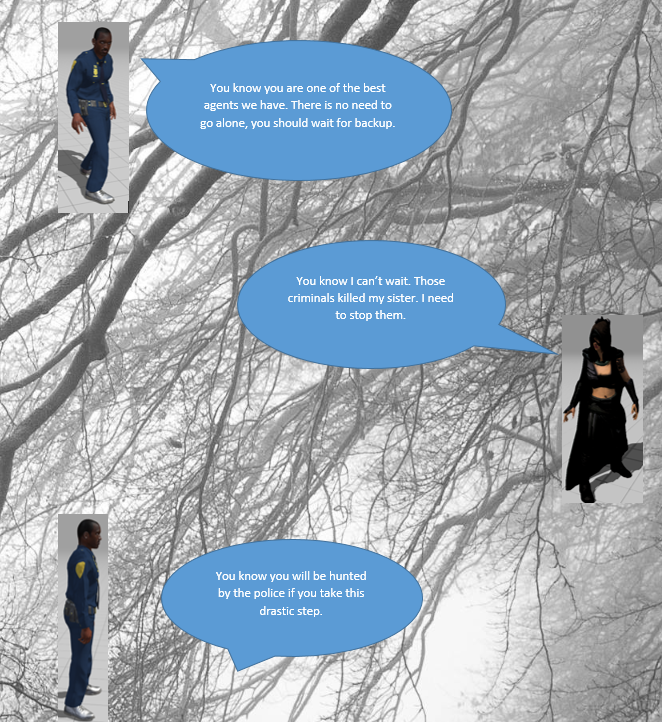 You know you are one of the best
agents we have. There is no need to
go alone, you should wait for backup.
You know I can’t wait. Those
criminals killed my sister. I need
to stop them.
You know you will be hunted
by the police if you take this
drastic step.